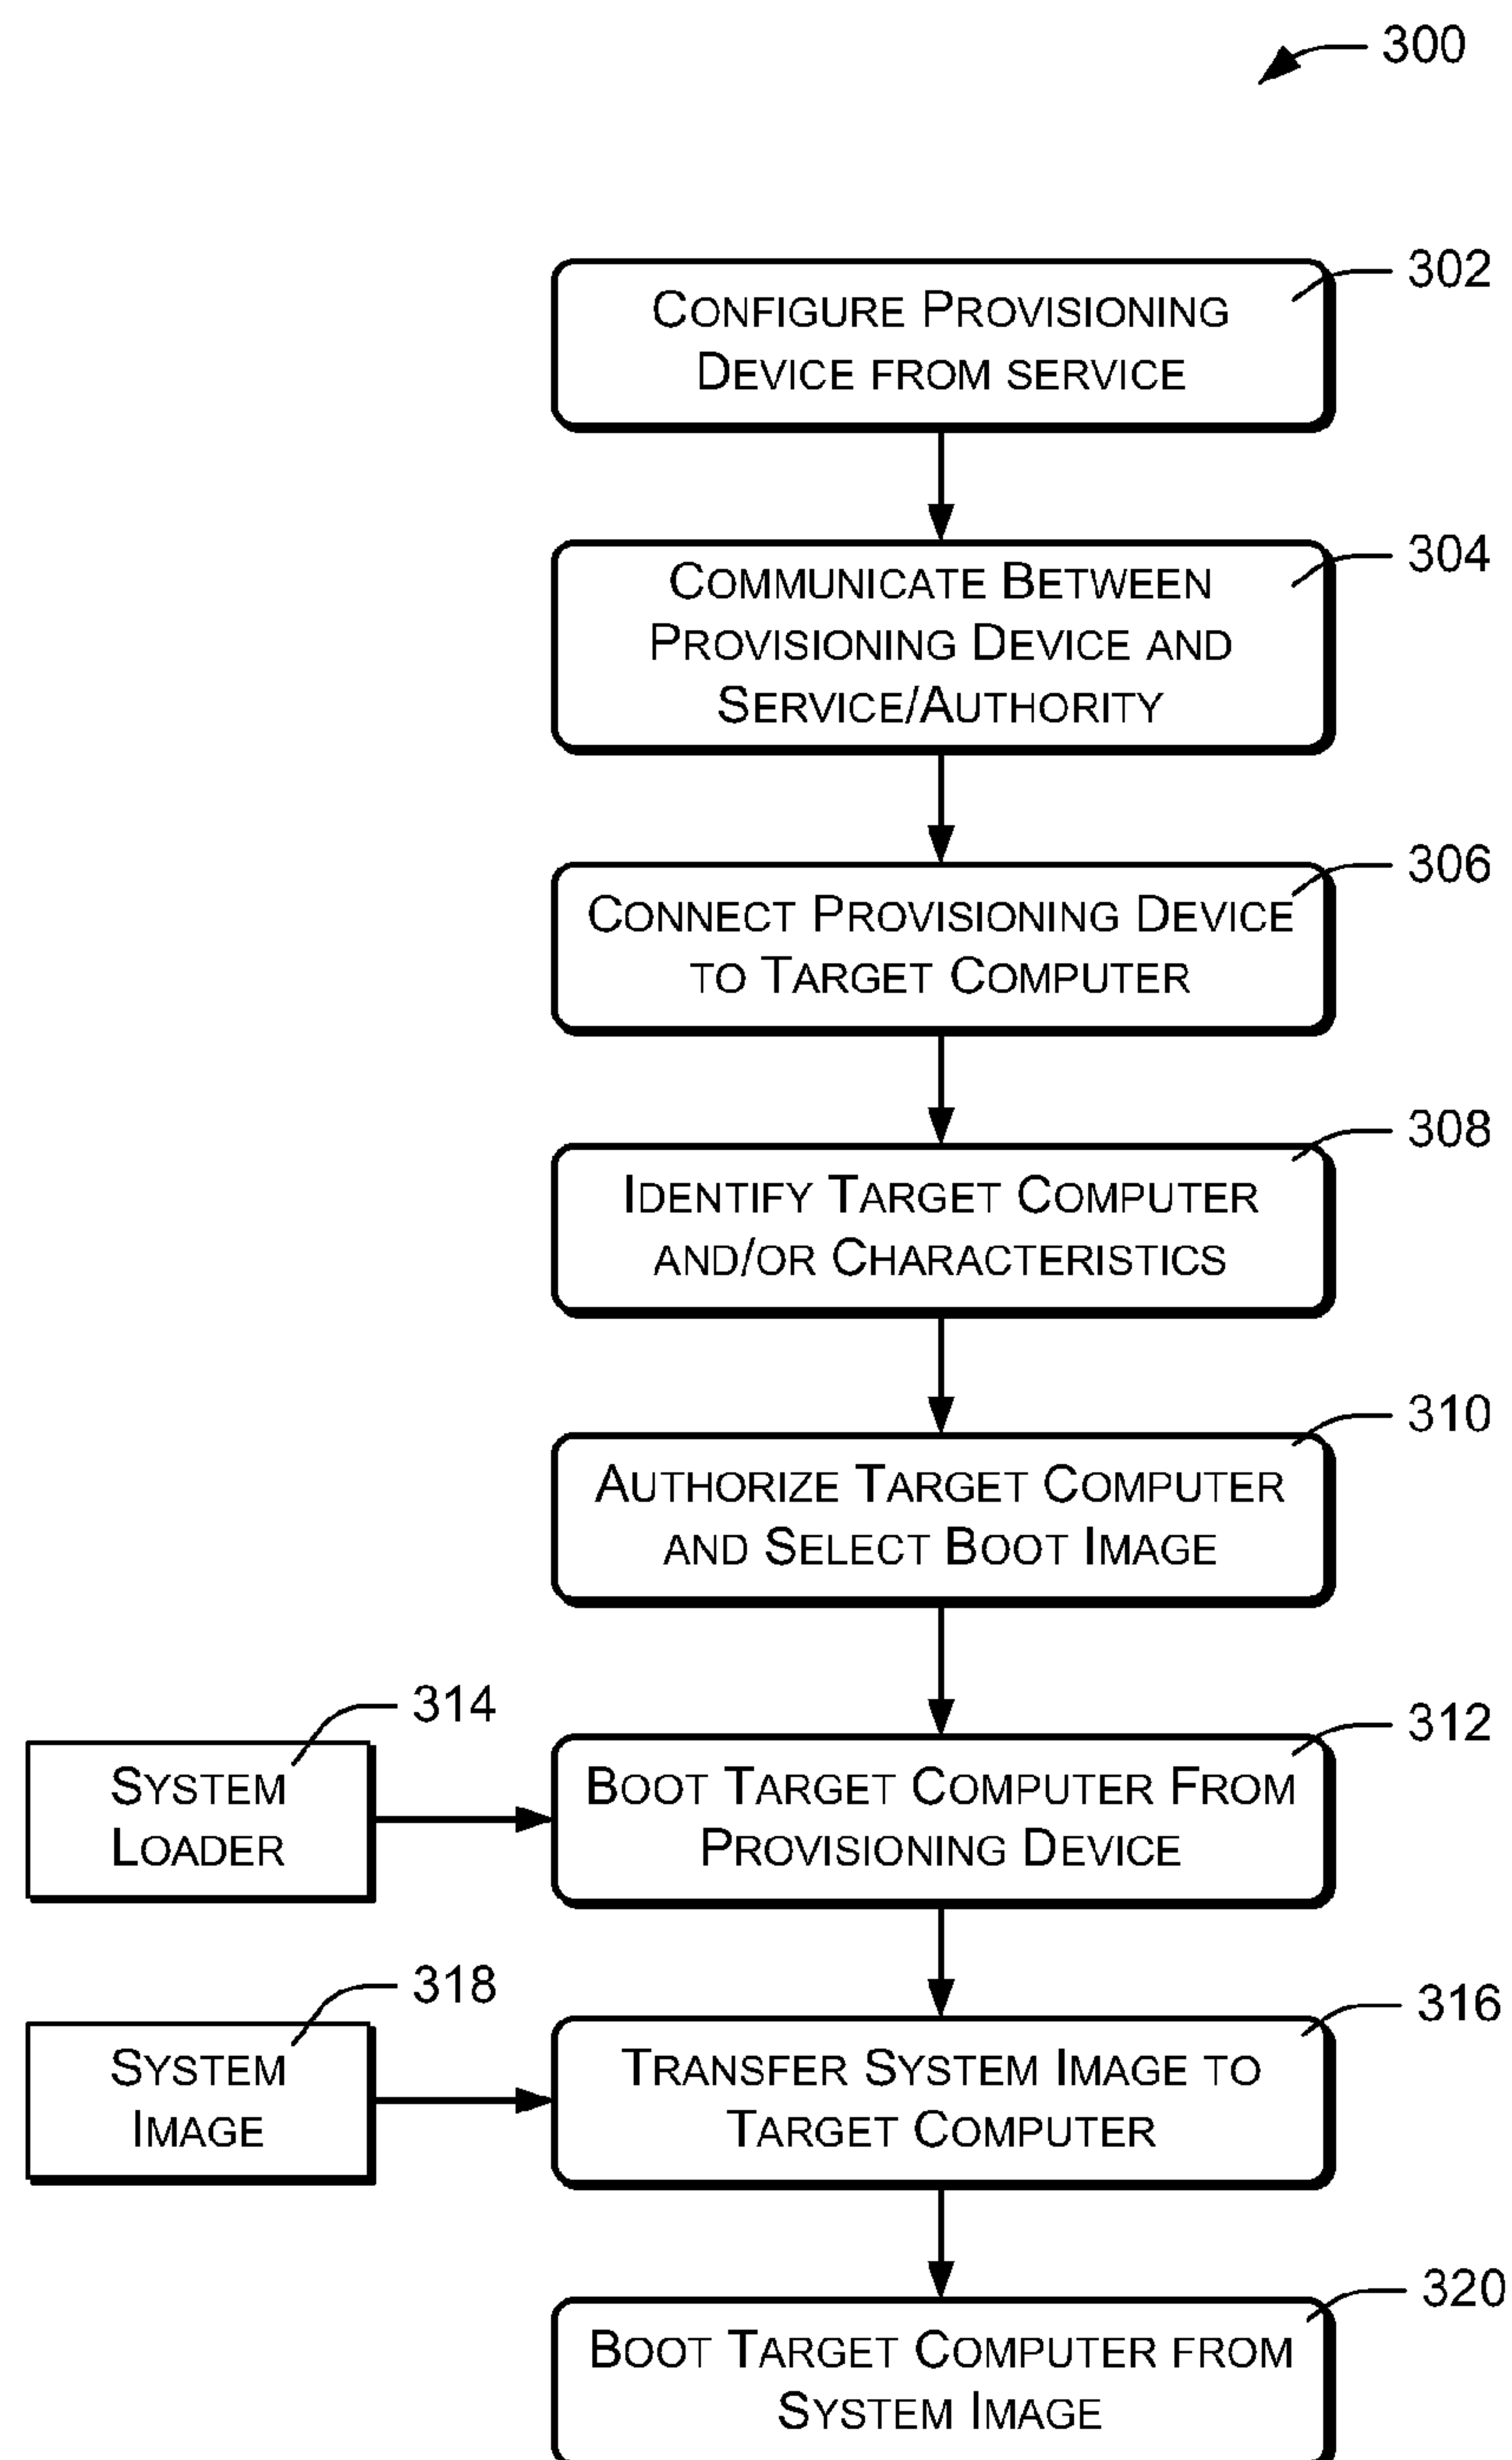 300
302
CONFIGURE PROVISIONING
DEVICE FROM SERVICE
304
COMMUNICATE BETWEEN
PROVISIONING DEVICE AND
SERVICE/AUTHORITY
306
CONNECT PROVISIONING DEVICE
TO TARGET COMPUTER
308
IDENTIFY TARGET COMPUTER
AND/OR CHARACTERISTICS
310
AUTHORIZE TARGET COMPUTER
AND SELECT BOOT IMAGE
314
SYSTEM
LOADER
312
BOOT TARGET COMPUTER FROM
PROVISIONING DEVICE
318
SYSTEM
IMAGE
316
TRANSFER SYSTEM IMAGE TO
TARGET COMPUTER
320
BOOT TARGET COMPUTER FROM
SYSTEM IMAGE